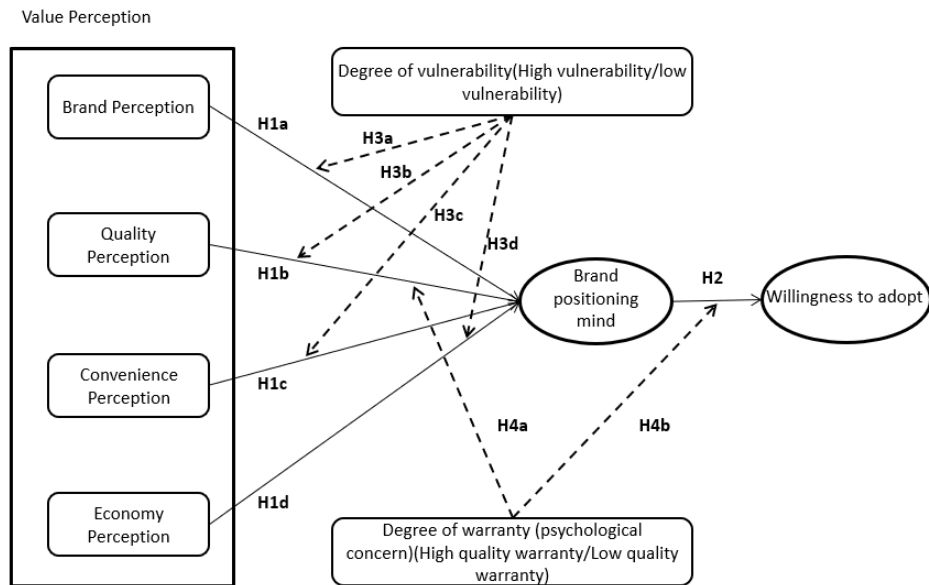 Value Perception
Degree of vulnerability(High vulnerability/low
vulnerability)
Brand Perception
H1a
H3a
H3b
H3c
Quality
Perception
H3d
H1b
Brand
positioning
mind
H2
Willingness to adopt
Convenience
Perception
H1c
H4a
H4b
H1d
Economy
Perception
Degree of warranty (psychological
concern)(High quality warranty/Low quality
warranty)